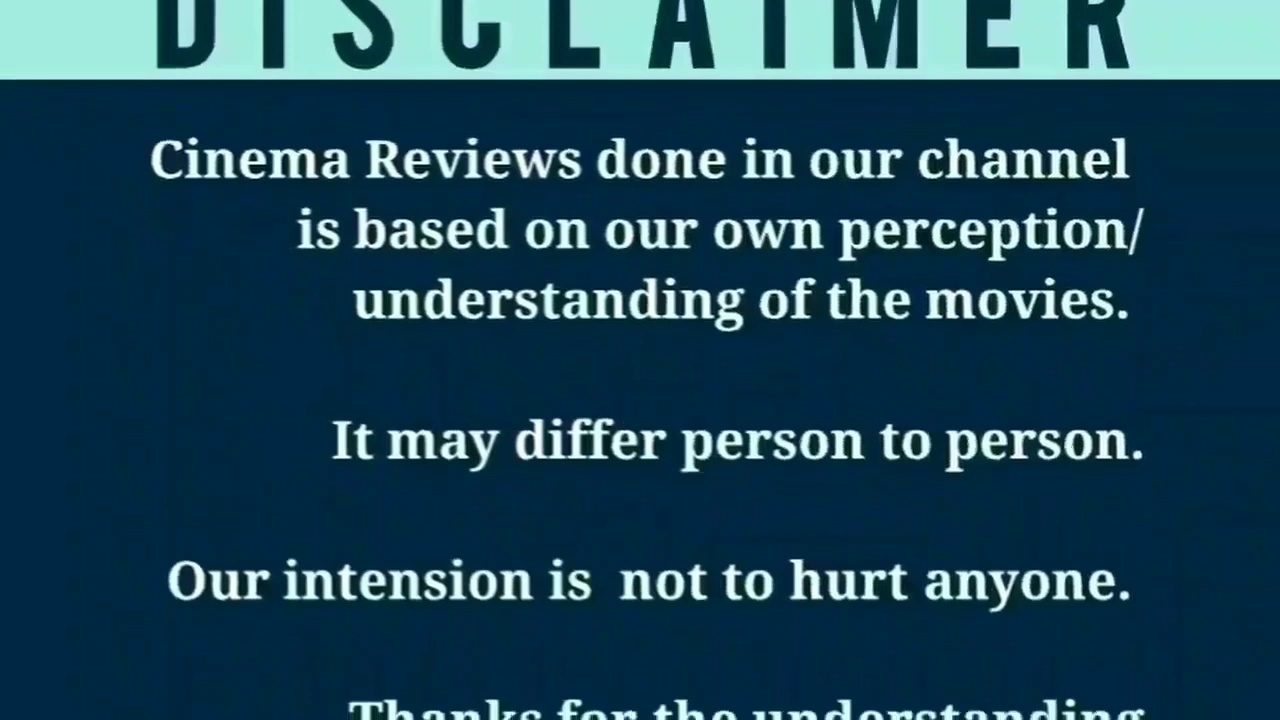 DISCLAIMER
Cinema Reviews done in our channel
is based on our own perception/
understanding of the movies.
It may differ person to person.
Our intension is  not to hurt anyone.
Thanks for the understanding